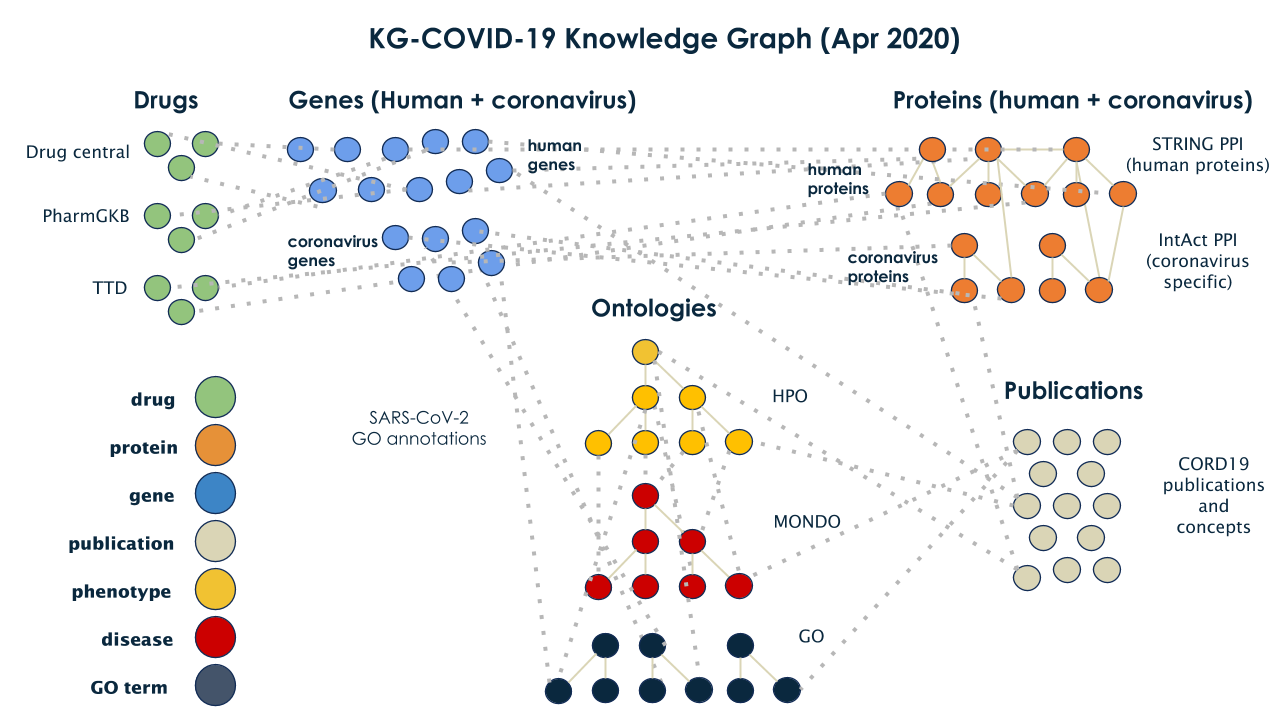 KG-COVID-19 Knowledge Graph (Apr 2020)
Drugs
Genes (Human + coronavirus)
Proteins (human + coronavirus)
Drug central
PharmGKB
TTD
human
genes
coronavirus
genes
human
proteins
coronavirus
proteins
STRING PPI
(human proteins)
IntAct PPI
(coronavirus
specific)
Ontologies
HPO
MONDO
GO
SARS-CoV-2
GO annotations
Publications
CORD19
publications
and
concepts
drug
protein
gene
publication
phenotype
disease
GO term